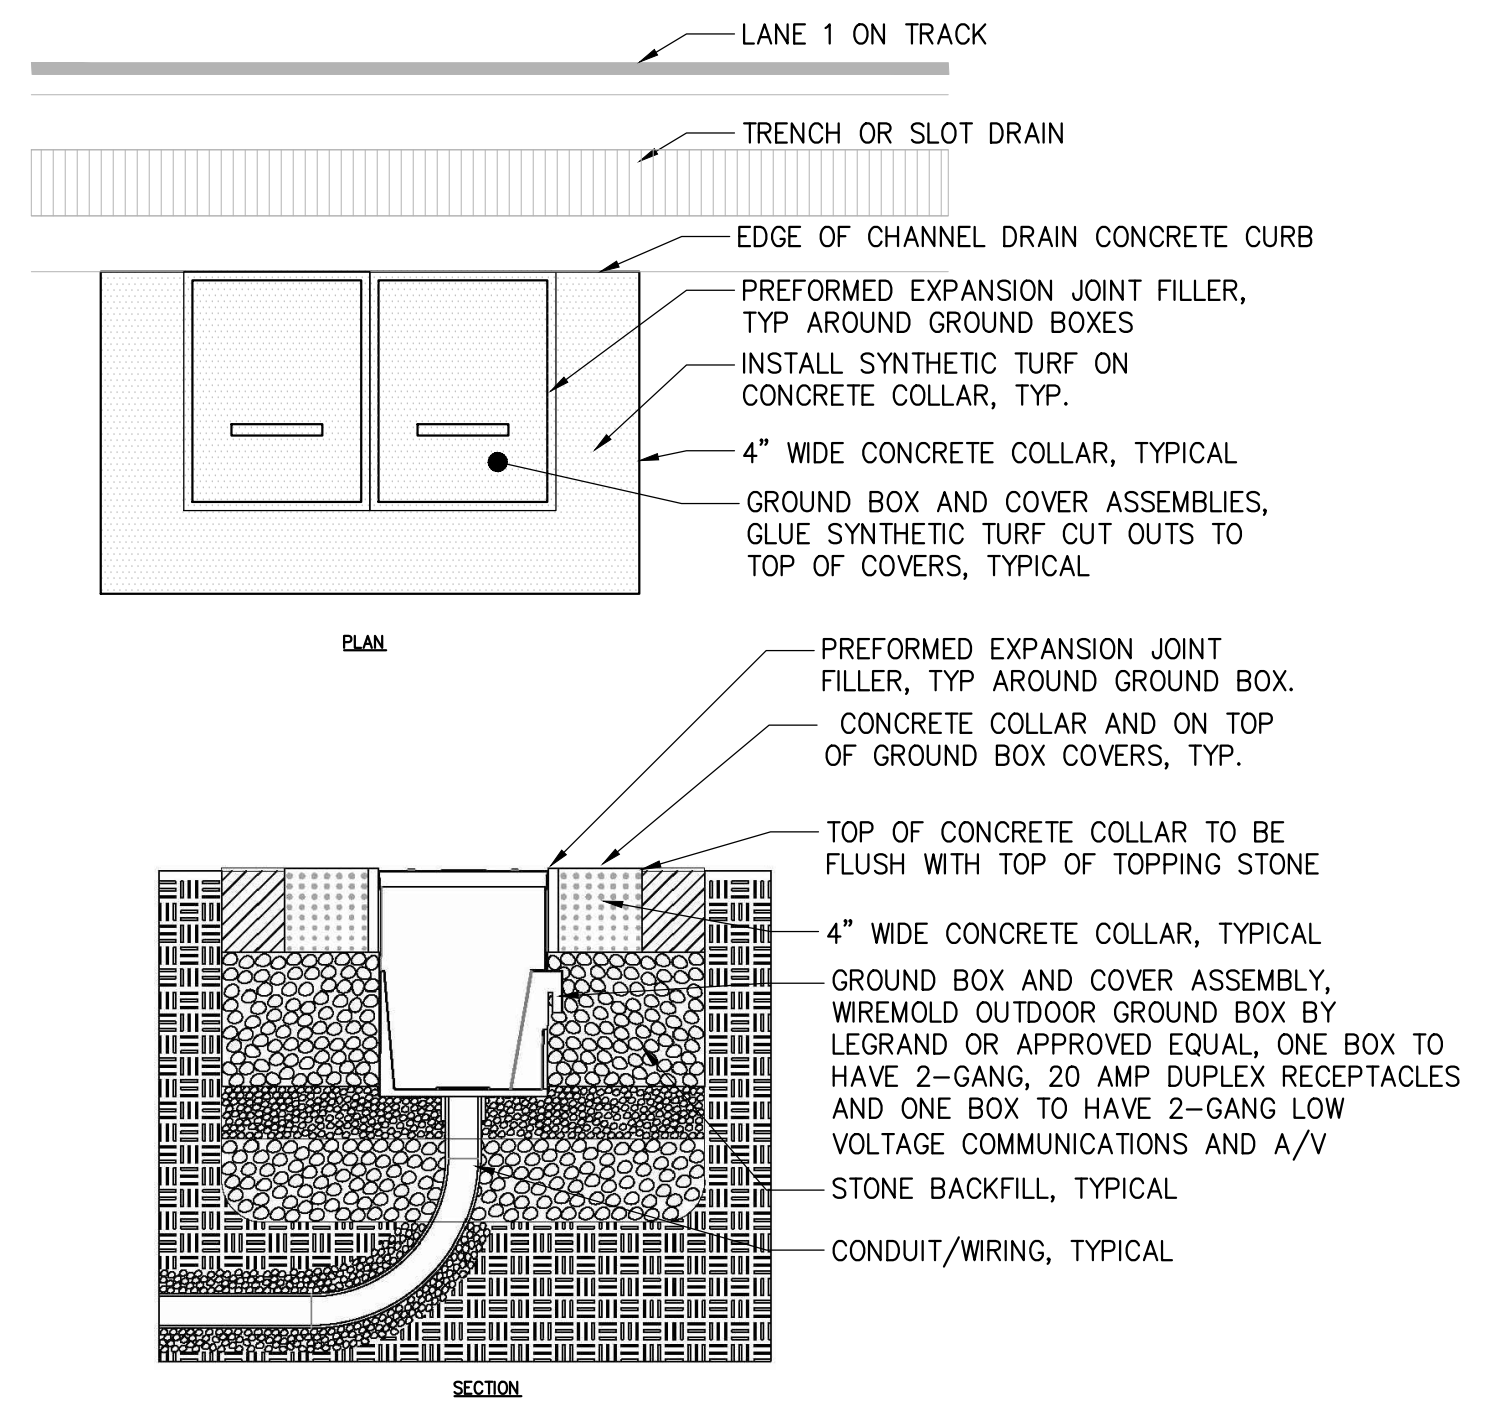 LANE 1 ON TRACK
TRENCH OR SLOT DRAIN
EDGE OF CHANNEL DRAIN CONCRETE CURB
PREFORMED EXPANSION JOINT FILLER,
TYP AROUND GROUND BOXES
INSTALL SYNTHETIC TURF ON
CONCRETE COLLAR, TYP.
4" WIDE CONCRETE COLLAR, TYPICAL
GROUND BOX AND COVER ASSEMBLIES,
GLUE SYNTHETIC TURF CUT OUTS TO
TOP OF COVERS, TYPICAL
PLAN
PREFORMED EXPANSION JOINT
FILLER, TYP AROUND GROUND BOX.
CONCRETE COLLAR AND ON TOP
OF GROUND BOX COVERS, TYP.
TOP OF CONCRETE COLLAR TO BE
FLUSH WITH TOP OF TOPPING STONE
4" WIDE CONCRETE COLLAR, TYPICAL
GROUND BOX AND COVER ASSEMBLY,
WIREMOLD OUTDOOR GROUND BOX BY
LEGRAND OR APPROVED EQUAL, ONE BOX TO
HAVE 2-GANG, 20 AMP DUPLEX RECEPTACLES
AND ONE BOX TO HAVE 2-GANG LOW
VOLTAGE COMMUNICATIONS AND A/V
STONE BACKFILL, TYPICAL
CONDUIT/WIRING, TYPICAL
SECTION